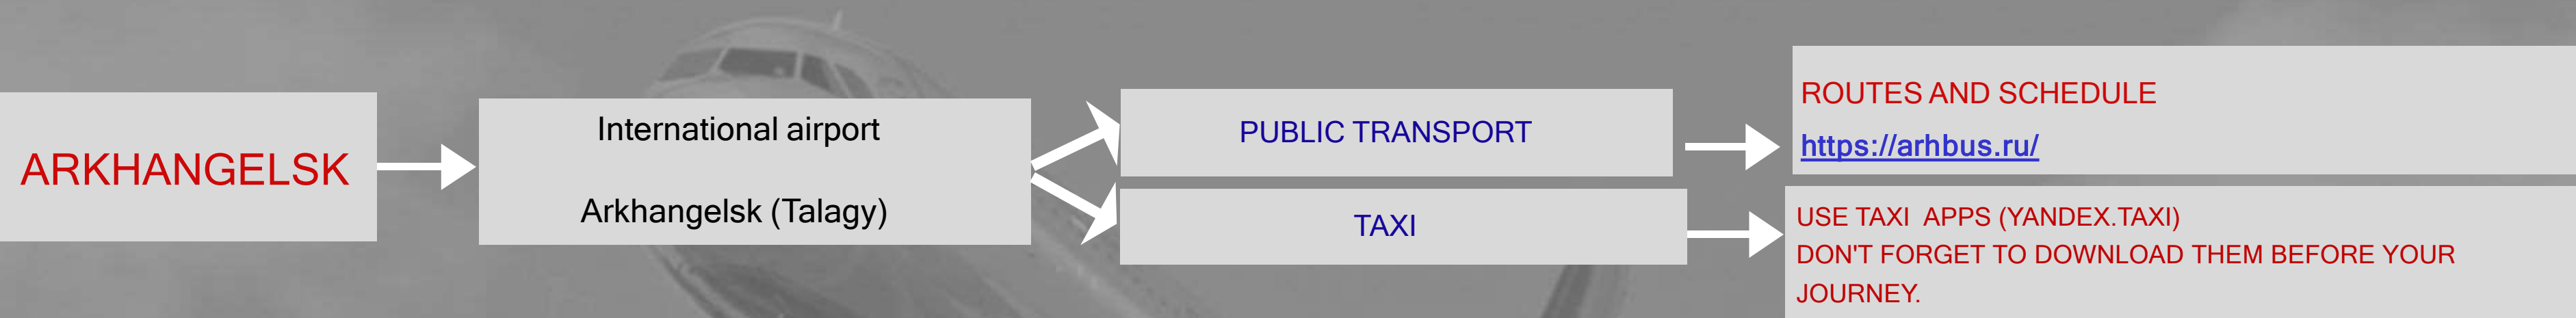 ARKHANGELSK
International airport
Arkhangelsk (Talagy)
PUBLIC TRANSPORT
TAXI
ROUTES AND SCHEDULE
https://arhbus.ru/
USE TAXI APPS (YANDEX.TAXI)
DON'T FORGET TO DOWNLOAD THEM BEFORE YOUR
JOURNEY.